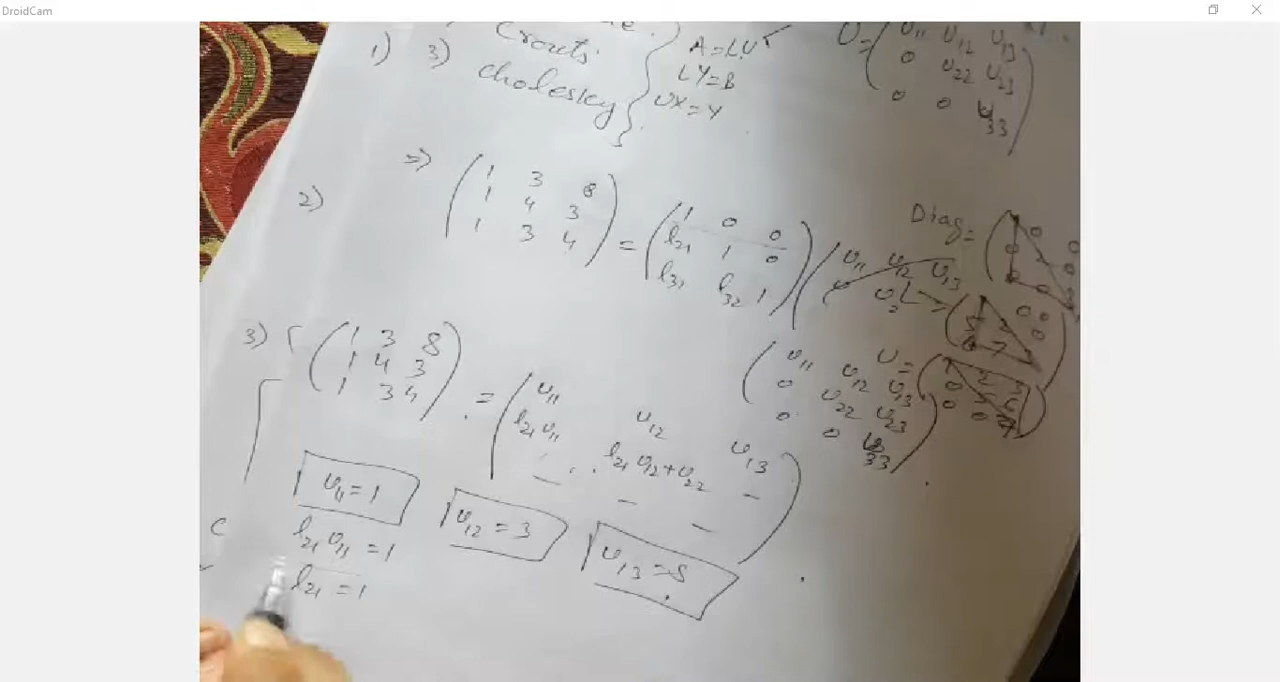 DroidCam
Crouts
1) 3) cholesky
A = LU
LY = B
UX = Y
U = ( U11 U12 U13
0 U22 U23
0 0 U33 )
2) => ( 1 3 8
1 4 3
1 3 4 ) = ( 1 0 0
l21 1 0
l31 l32 1 ) ( U11 U12 U13
Diag =
U =
( U11 U12 U13
0 U22 U23
0 0 U33 )
3) ( 1 3 8
1 4 3
1 3 4 ) = ( U11 U12 U13
l21 U11 l21 U12 + U22 –
– – – )
U11 = 1
U12 = 3
U13 = 8
l21 U11 = 1
l21 = 1